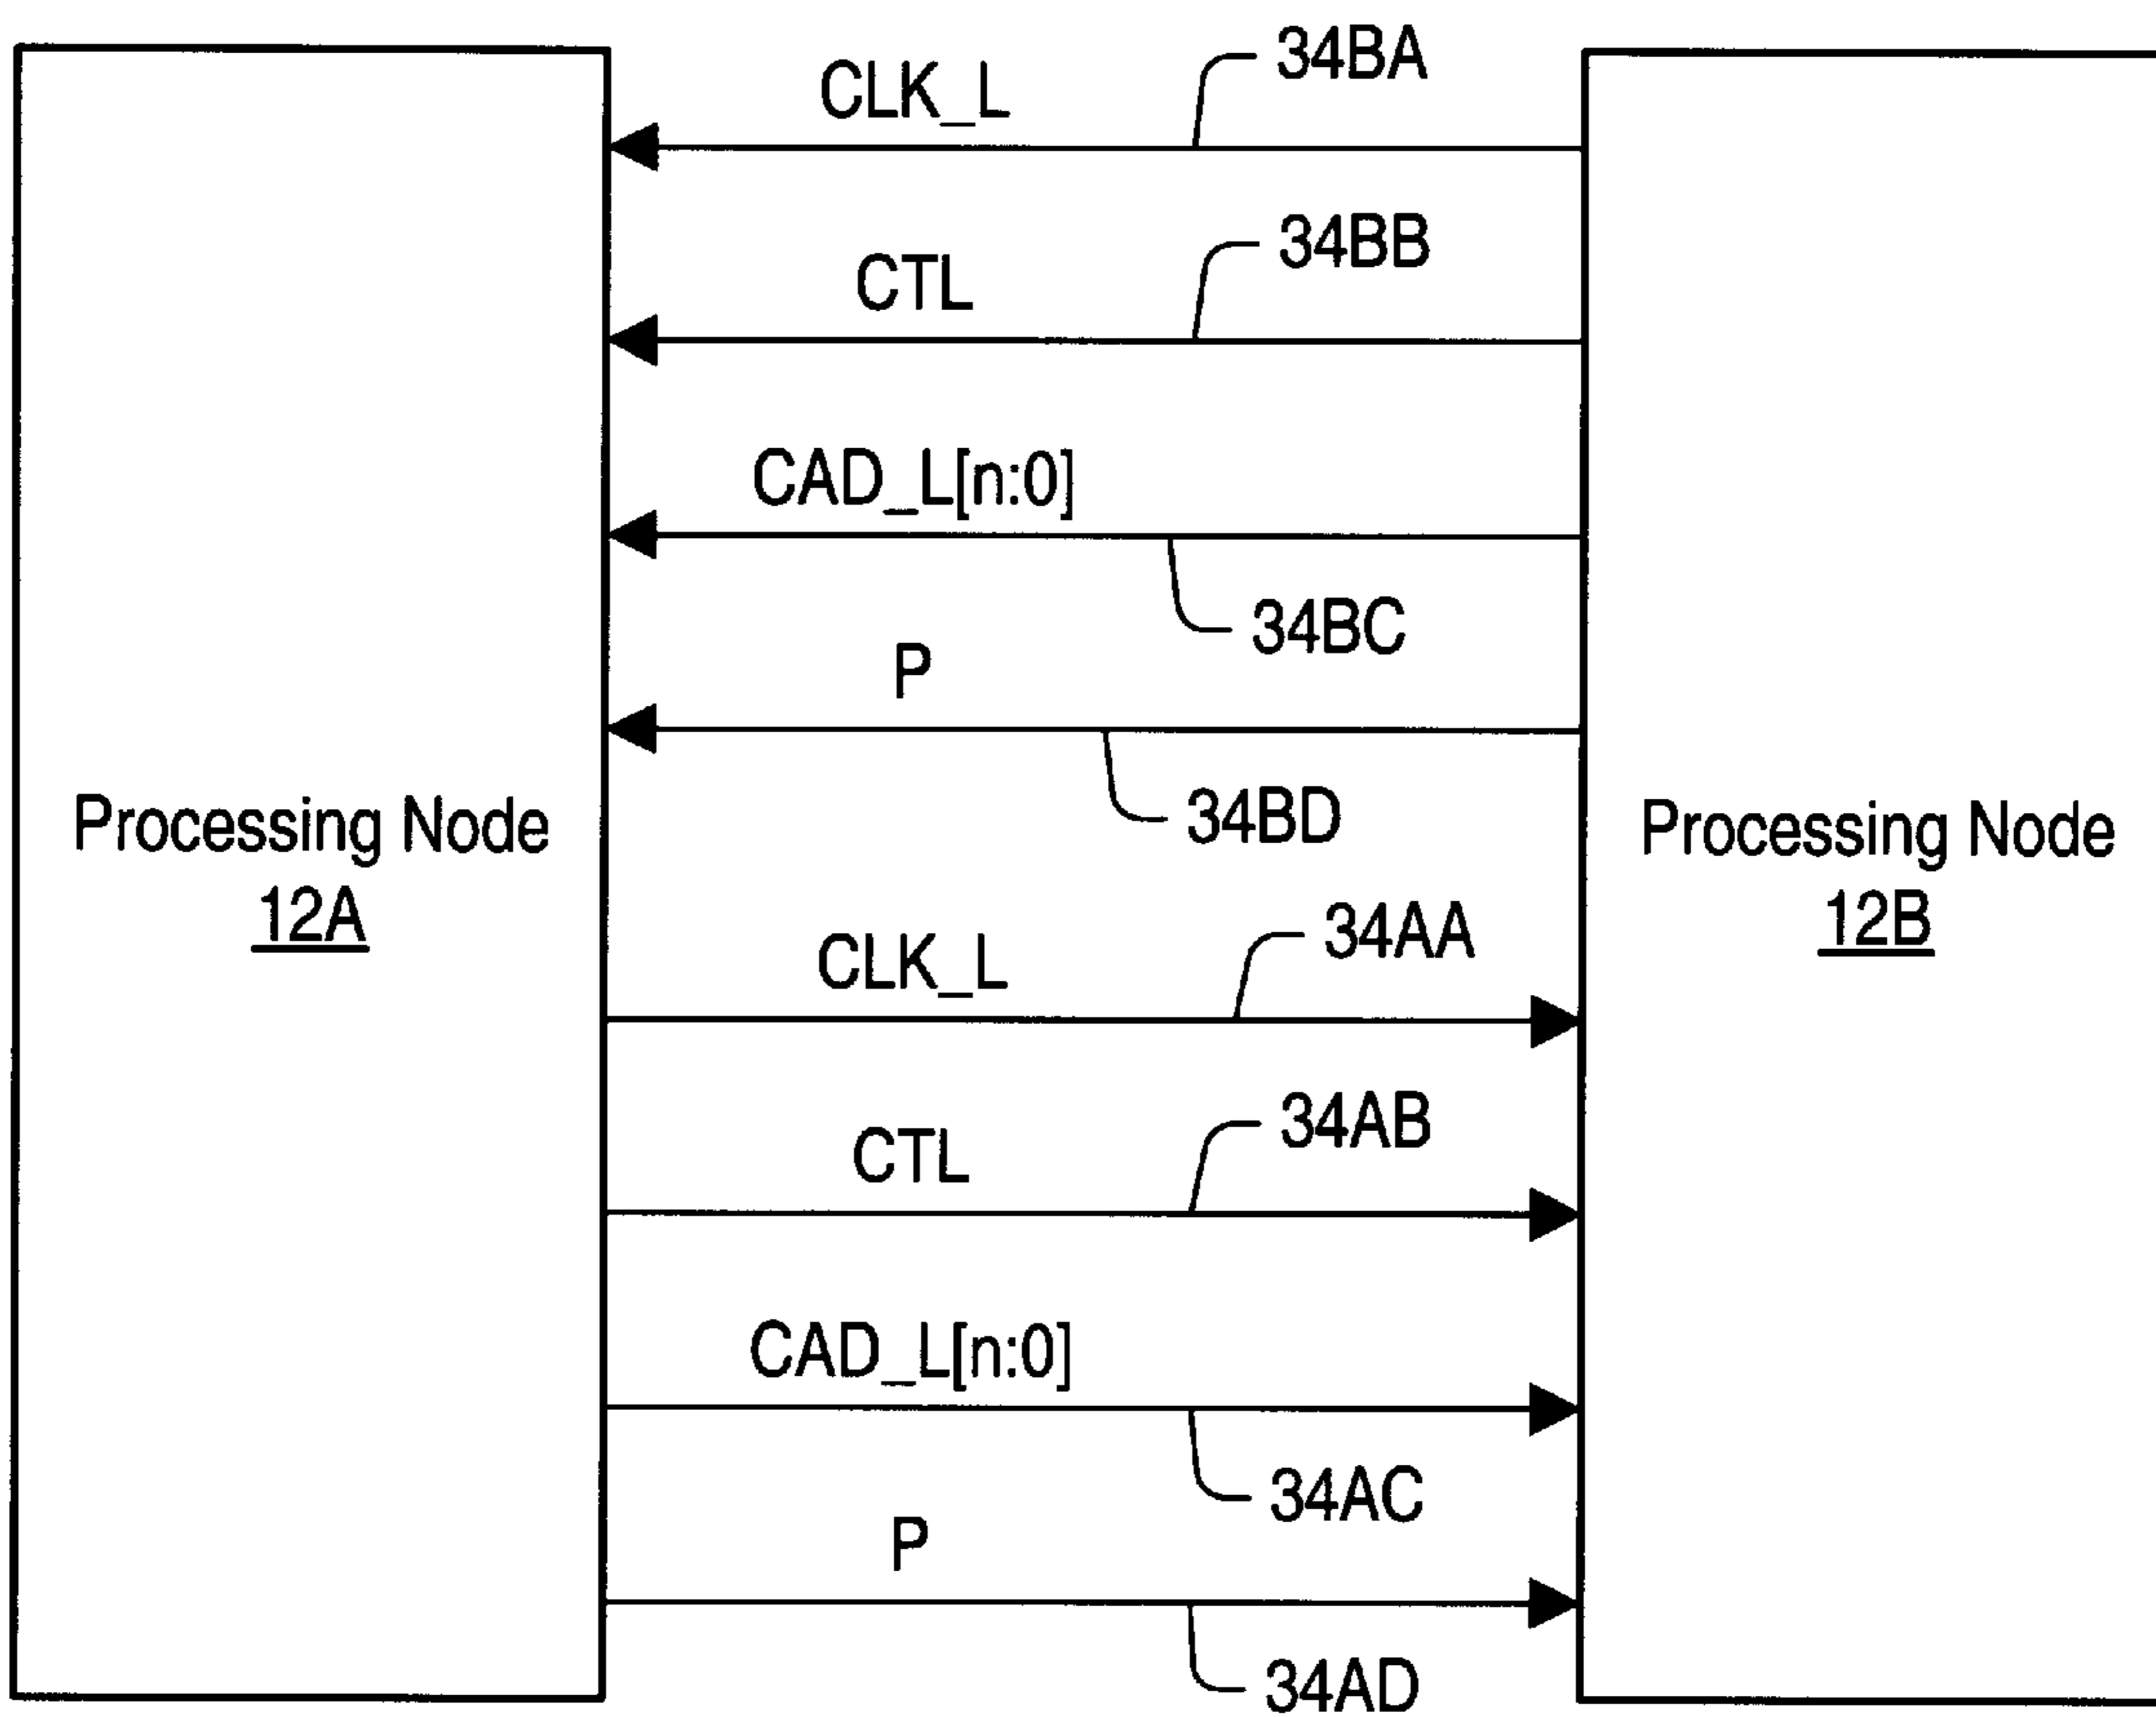 CLK_L
34BA
CTL
34BB
CAD_L[n:0]
34BC
P
34BD
Processing Node
12A
Processing Node
12B
CLK_L
34AA
CTL
34AB
CAD_L[n:0]
34AC
P
34AD